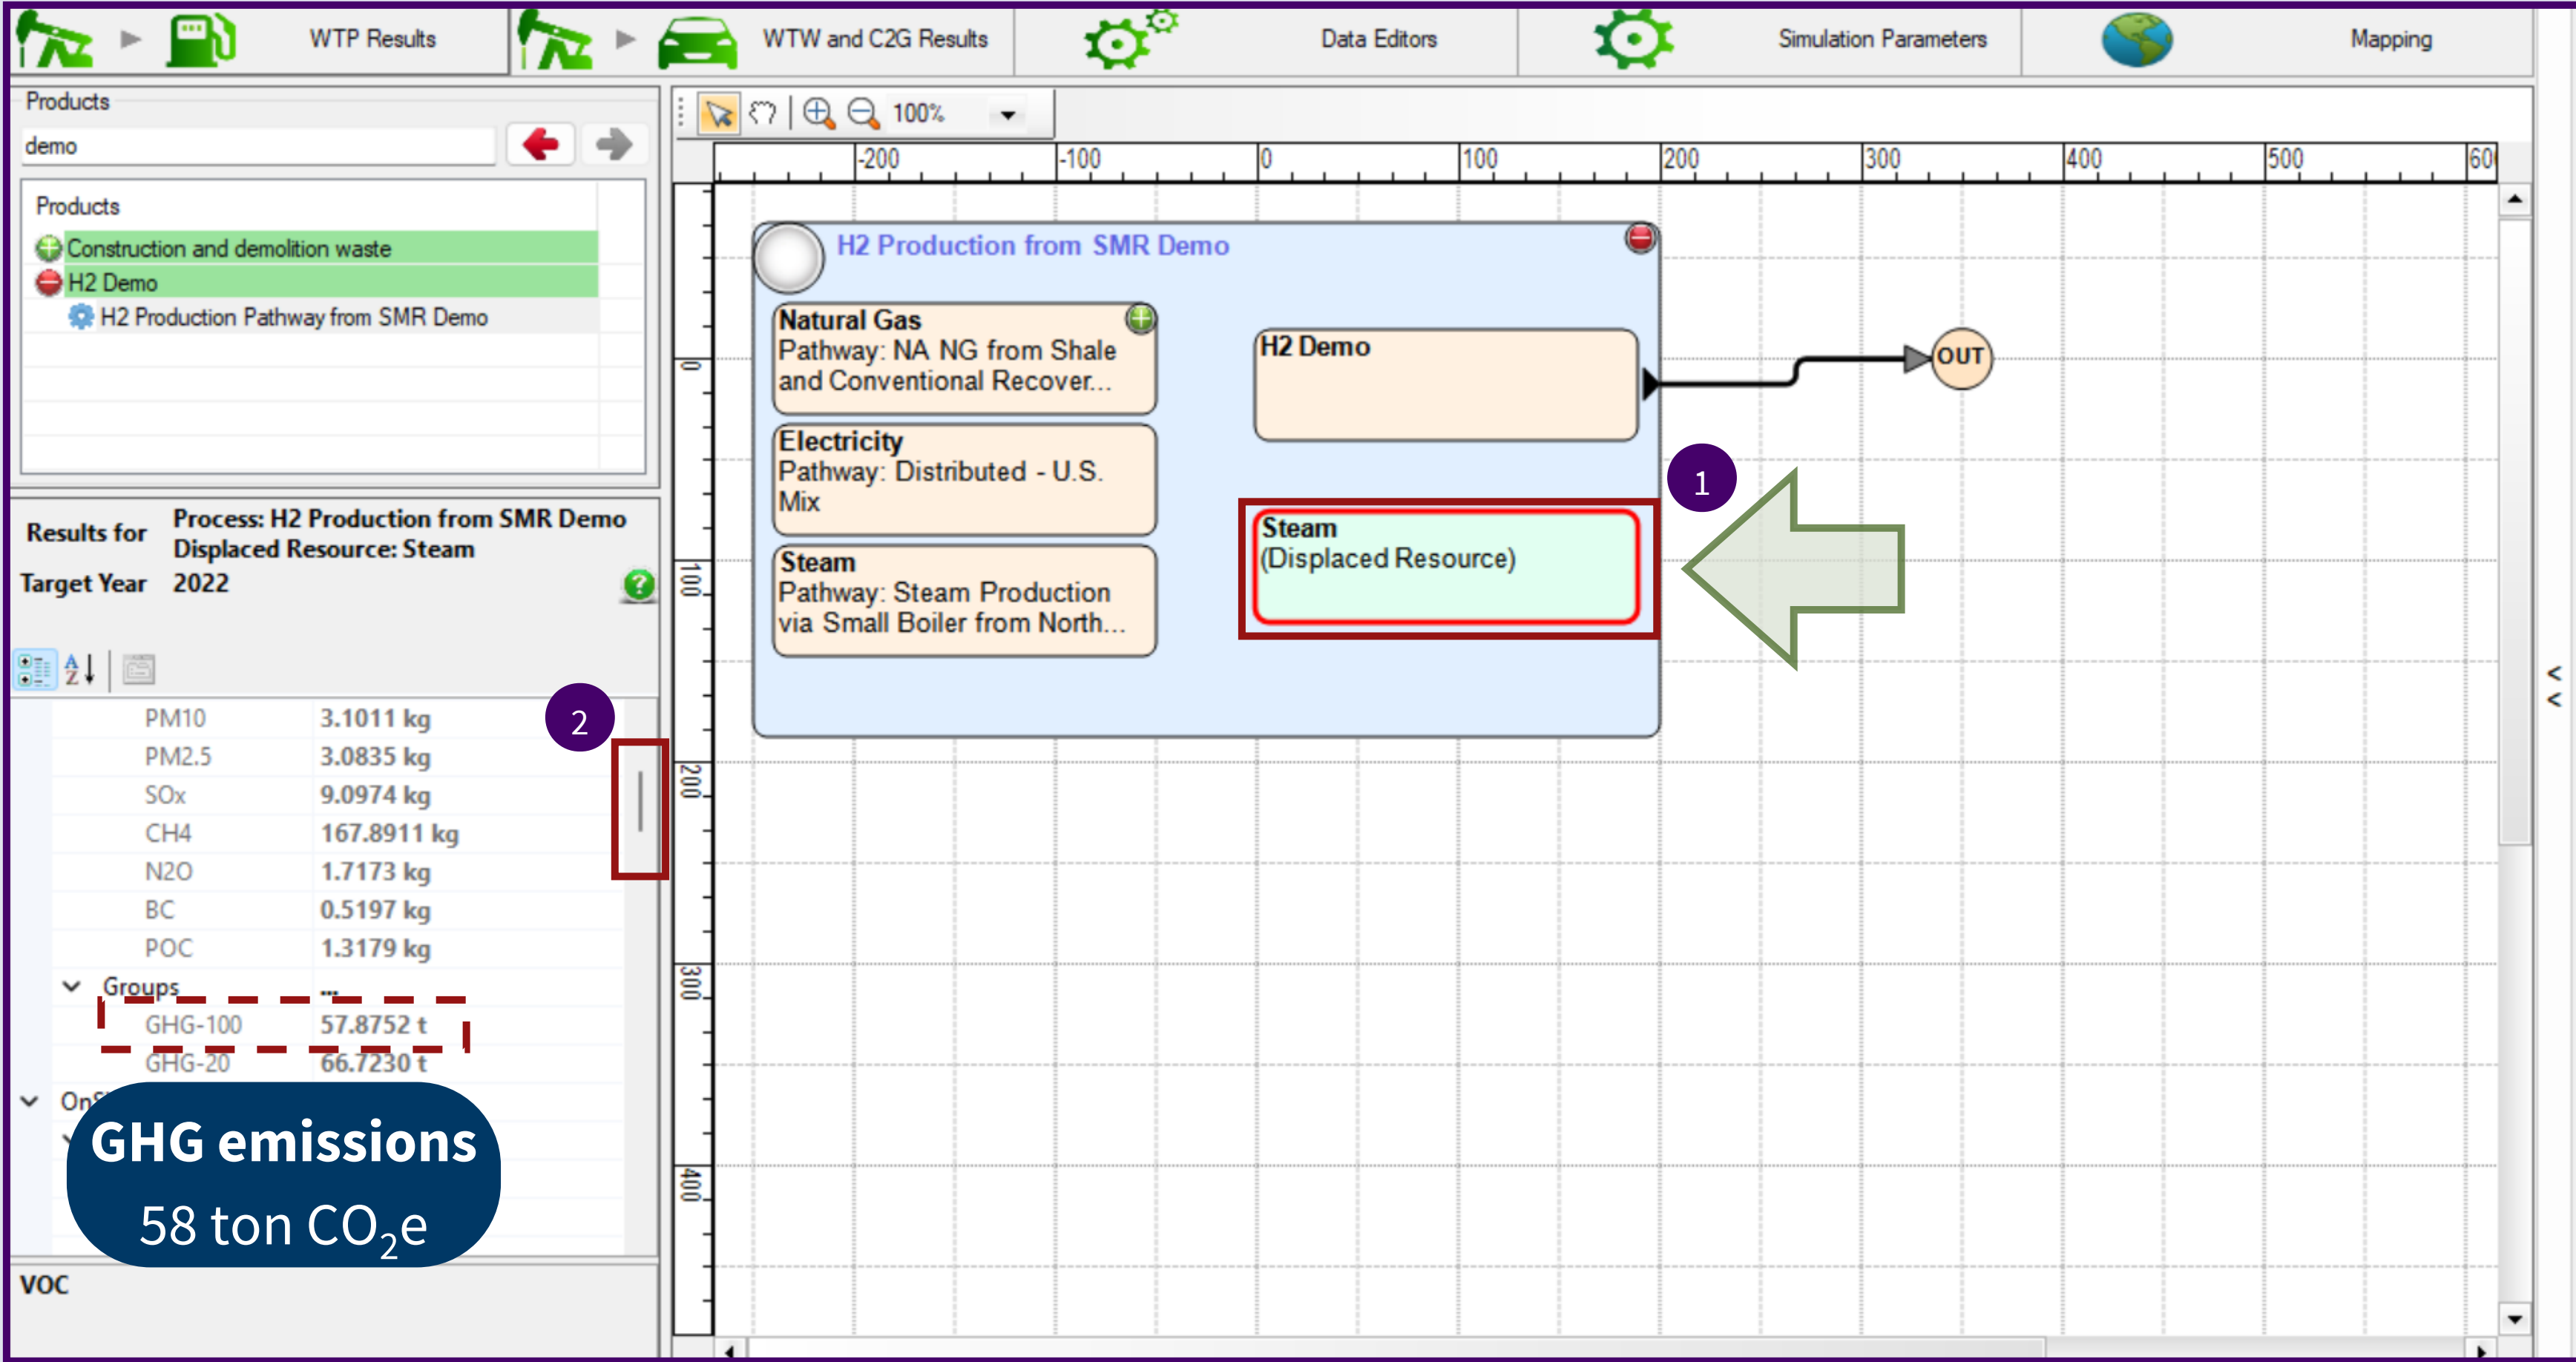 WTP Results
WTW and C2G Results
Data Editors
Simulation Parameters
Mapping
Products
demo
Products
Construction and demolition waste
H2 Demo
H2 Production Pathway from SMR Demo
Results for
Process: H2 Production from SMR Demo
Displaced Resource: Steam
Target Year 2022
PM10 3.1011 kg
PM2.5 3.0835 kg
SOx 9.0974 kg
CH4 167.8911 kg
N2O 1.7173 kg
BC 0.5197 kg
POC 1.3179 kg
Groups ...
GHG-100 57.8752 t
GHG-20 66.7230 t
GHG emissions
58 ton CO₂e
VOC
2
100%
-200 -100 0 100 200 300 400 500
0
100
200
300
400
H2 Production from SMR Demo
Natural Gas
Pathway: NA NG from Shale
and Conventional Recover...
Electricity
Pathway: Distributed - U.S.
Mix
Steam
Pathway: Steam Production
via Small Boiler from North...
H2 Demo
OUT
1
Steam
(Displaced Resource)
<
<